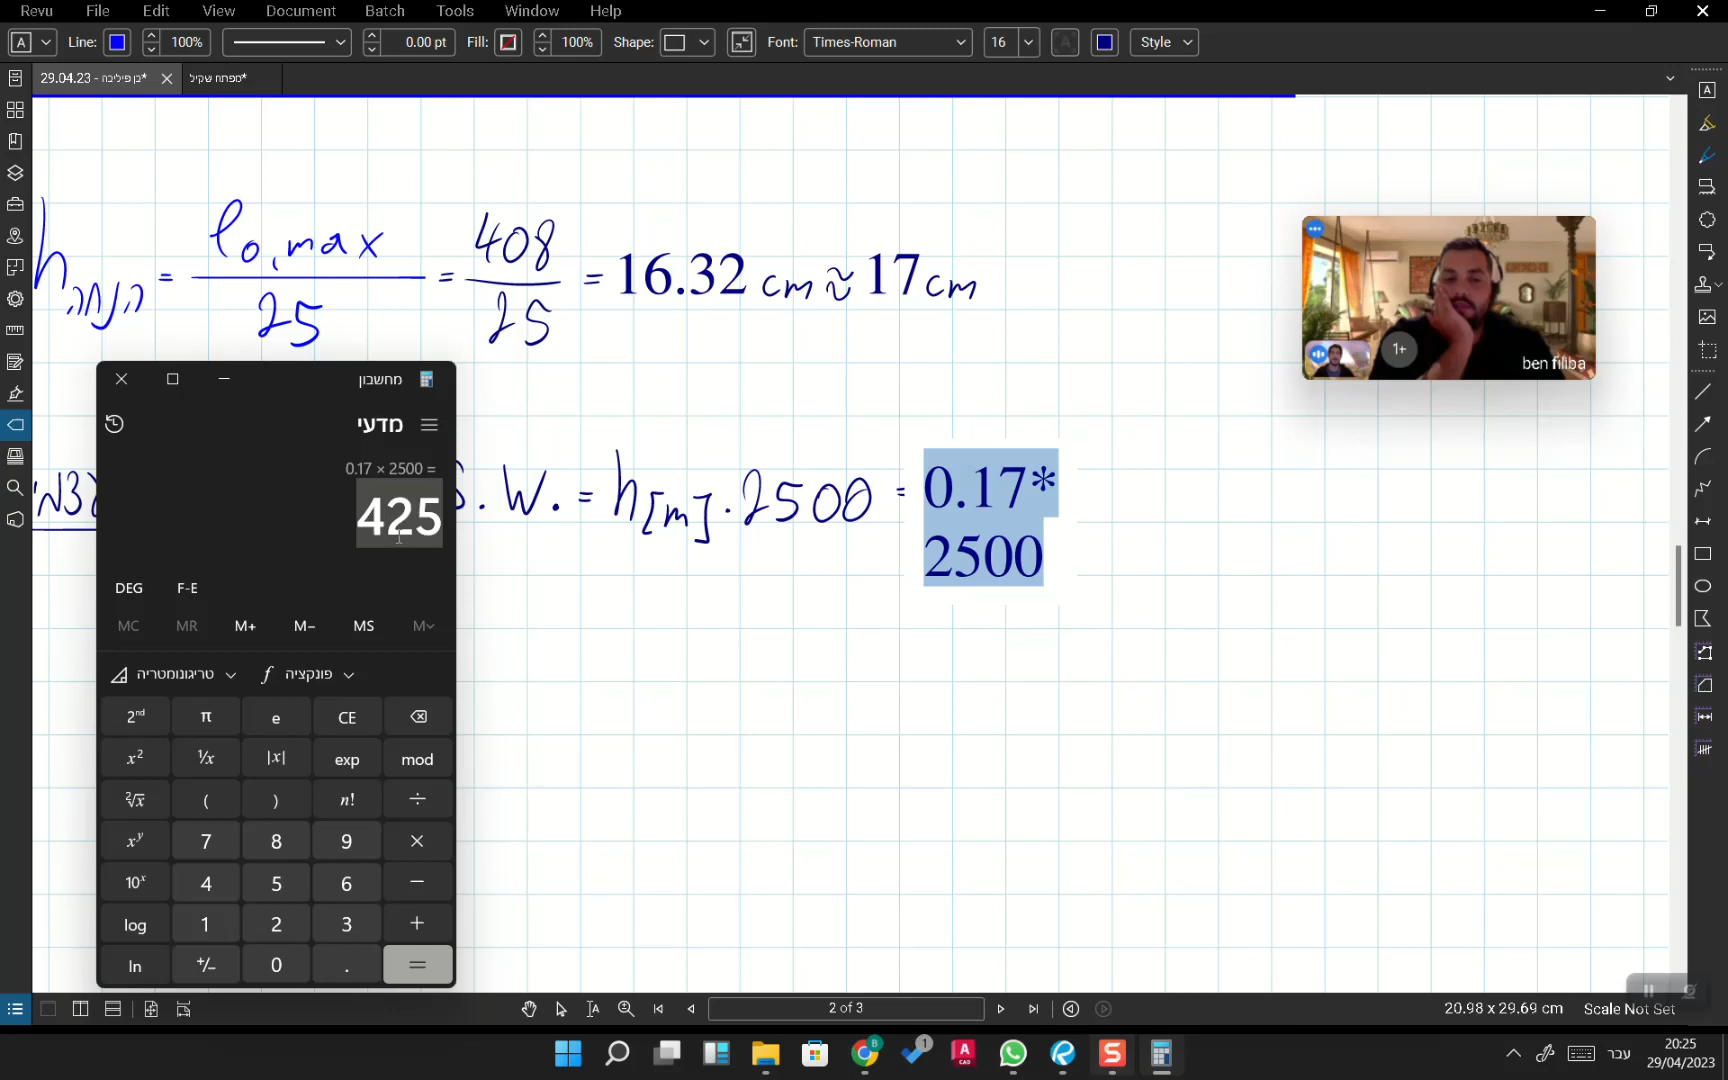 Revu File Edit View Document Batch Tools Window Help
A Line: 100% 0.00 pt Fill: 100% Shape: Font: Times-Roman 16 A Style
בן פיליבה - 29.04.23* מפתח שקיל*
h הנחה = l o,max / 25 = 408 / 25 = 16.32 cm ≈ 17cm
ben filiba
1+
מחשבון
מדעי
0.17 × 2500 =
425
S.W. = h[m] · 2500 = 0.17*
2500
DEG F-E
MC MR M+ M− MS M
טריגונומטריה f פונקציה
2nd π e CE
x² ¹/x |x| exp mod
²√x ( ) n! ÷
xʸ 7 8 9 ×
10ˣ 4 5 6 −
log 1 2 3 +
ln +/− 0 . =
2 of 3 20.98 x 29.69 cm Scale Not Set
1 עבר 20:25
29/04/2023